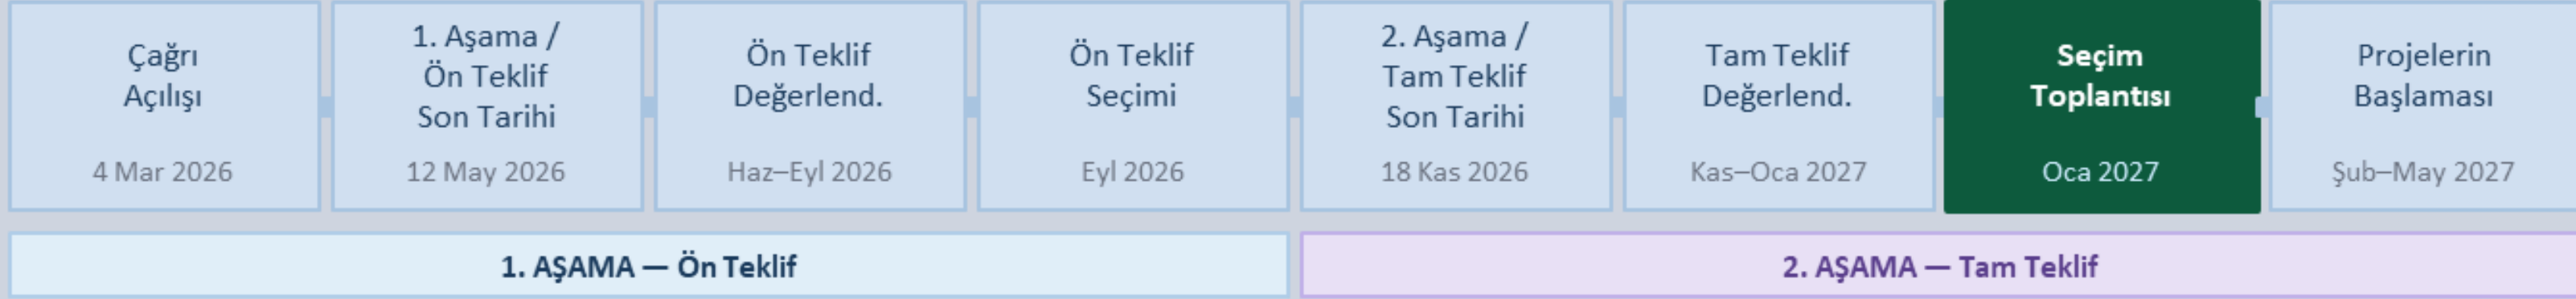 Çağrı
Açılışı
4 Mar 2026
1. Aşama /
Ön Teklif
Son Tarihi
12 May 2026
Ön Teklif
Değerlend.
Haz–Eyl 2026
Ön Teklif
Seçimi
Eyl 2026
2. Aşama /
Tam Teklif
Son Tarihi
18 Kas 2026
Tam Teklif
Değerlend.
Kas–Oca 2027
Seçim
Toplantısı
Oca 2027
Projelerin
Başlaması
Şub–May 2027
1. AŞAMA — Ön Teklif
2. AŞAMA — Tam Teklif